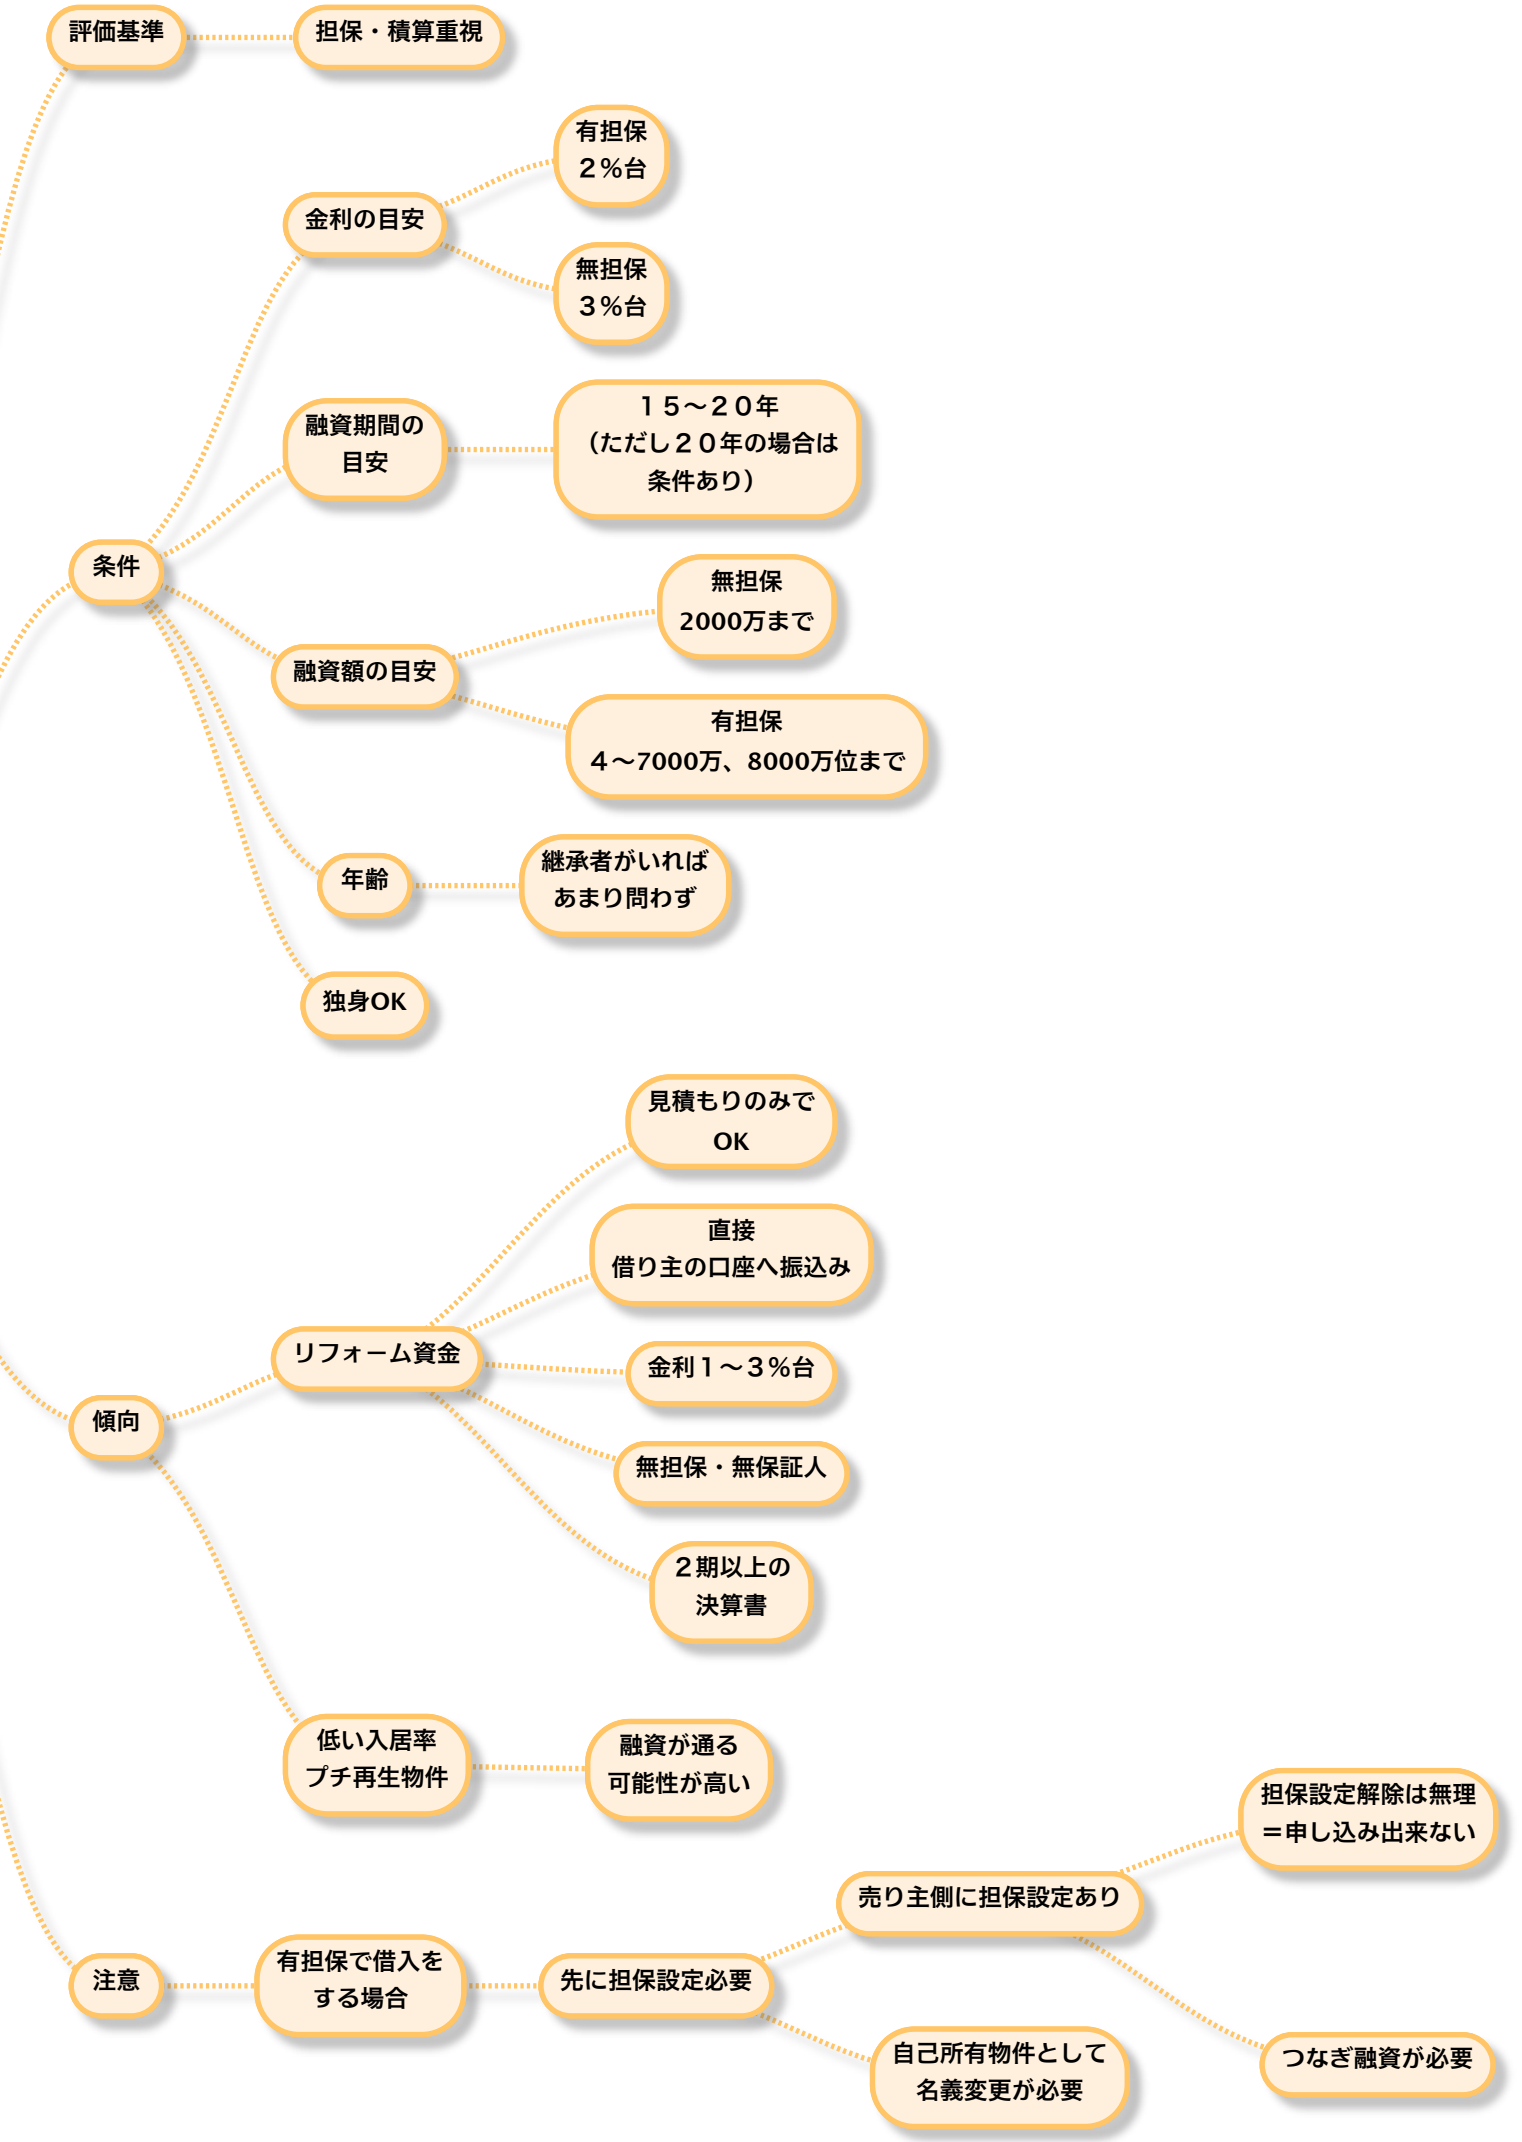 評価基準
担保・積算重視
条件
金利の目安
有担保
２％台
無担保
３％台
融資期間の
目安
１５〜２０年
（ただし２０年の場合は
条件あり）
融資額の目安
無担保
2000万まで
有担保
４〜7000万、8000万位まで
年齢
継承者がいれば
あまり問わず
独身OK
傾向
リフォーム資金
見積もりのみで
OK
直接
借り主の口座へ振込み
金利１〜３％台
無担保・無保証人
２期以上の
決算書
低い入居率
プチ再生物件
融資が通る
可能性が高い
注意
有担保で借入を
する場合
先に担保設定必要
売り主側に担保設定あり
担保設定解除は無理
＝申し込み出来ない
つなぎ融資が必要
自己所有物件として
名義変更が必要